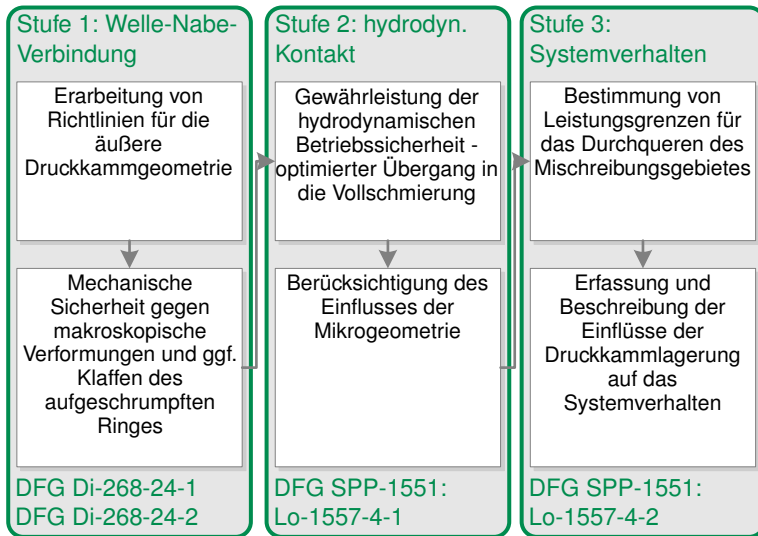 Stufe 1: Welle-Nabe-
Verbindung
Erarbeitung von
Richtlinien für die
äußere
Druckkammgeometrie
Mechanische
Sicherheit gegen
makroskopische
Verformungen und ggf.
Klaffen des
aufgeschrumpften
Ringes
DFG Di-268-24-1
DFG Di-268-24-2
Stufe 2: hydrodyn.
Kontakt
Gewährleistung der
hydrodynamischen
Betriebssicherheit -
optimierter Übergang in
die Vollschmierung
Berücksichtigung des
Einflusses der
Mikrogeometrie
DFG SPP-1551:
Lo-1557-4-1
Stufe 3:
Systemverhalten
Bestimmung von
Leistungsgrenzen für
das Durchqueren des
Mischreibungsgebietes
Erfassung und
Beschreibung der
Einflüsse der
Druckkammlagerung
auf das
Systemverhalten
DFG SPP-1551:
Lo-1557-4-2